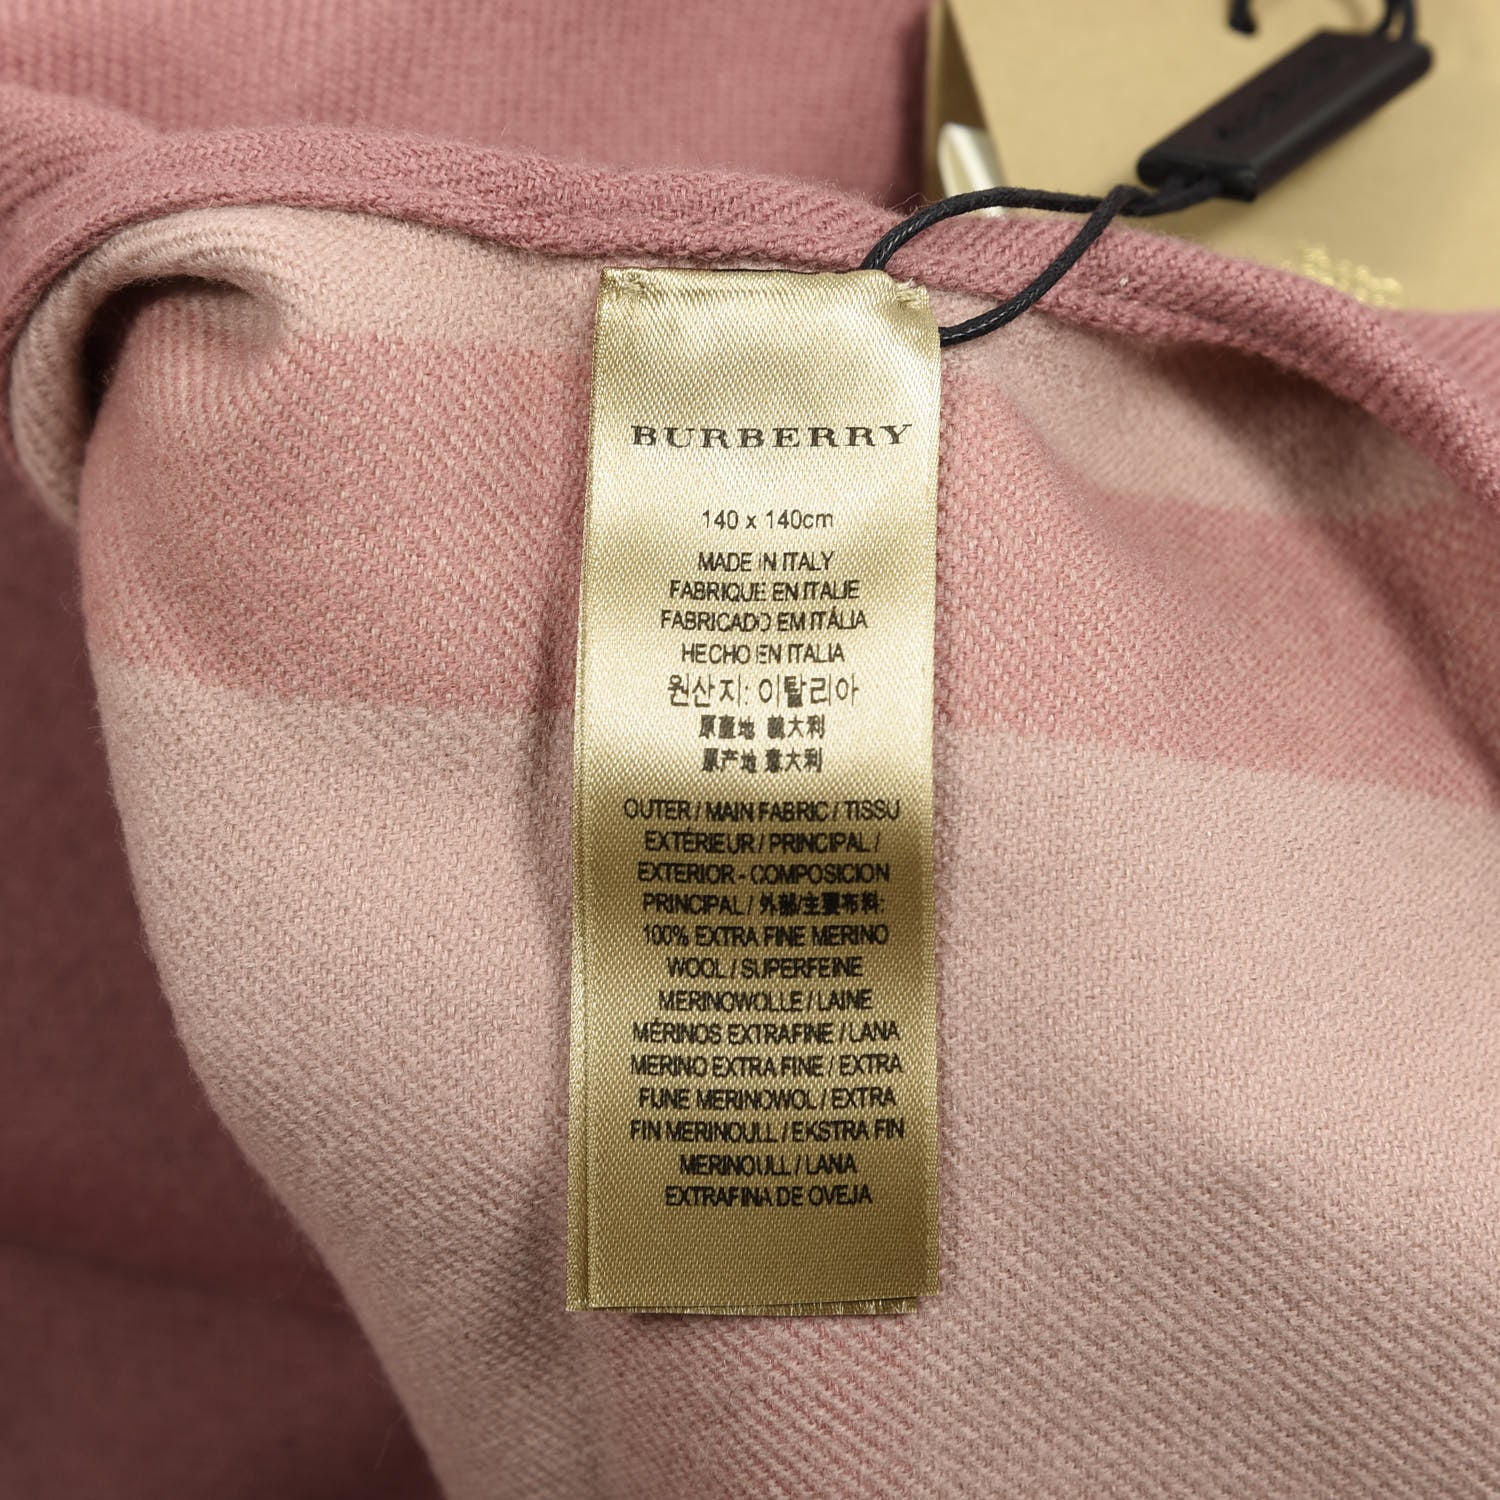 BURBERRY
140 x 140cm
MADE IN ITALY
FABRIQUE EN ITALIE
FABRICADO EM ITÁLIA
HECHO EN ITALIA
원산지: 이탈리아
原產地 義大利
原产地 意大利
OUTER / MAIN FABRIC / TISSU
EXTÉRIEUR / PRINCIPAL /
EXTERIOR - COMPOSICION
PRINCIPAL / 外部/主要布料:
100% EXTRA FINE MERINO
WOOL / SUPERFEINE
MERINOWOLLE / LAINE
MÉRINOS EXTRAFINE / LANA
MERINO EXTRA FINE / EXTRA
FIJNE MERINOWOL / EXTRA
FIN MERINOULL / EKSTRA FIN
MERINOULL / LANA
EXTRAFINA DE OVEJA